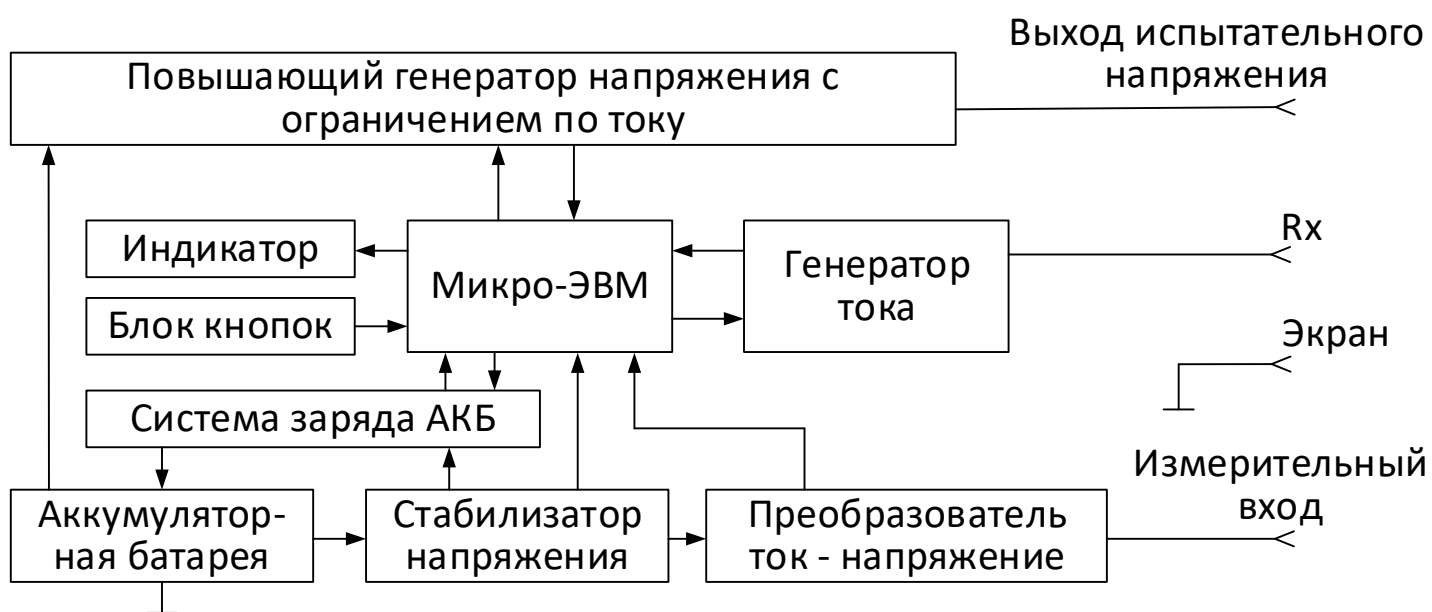 Выход испытательного
напряжения
Повышающий генератор напряжения с
ограничением по току
Индикатор
Блок кнопок
Микро-ЭВМ
Генератор
тока
Rx
Экран
Система заряда АКБ
Измерительный
вход
Аккумулятор-
ная батарея
Стабилизатор
напряжения
Преобразователь
ток - напряжение